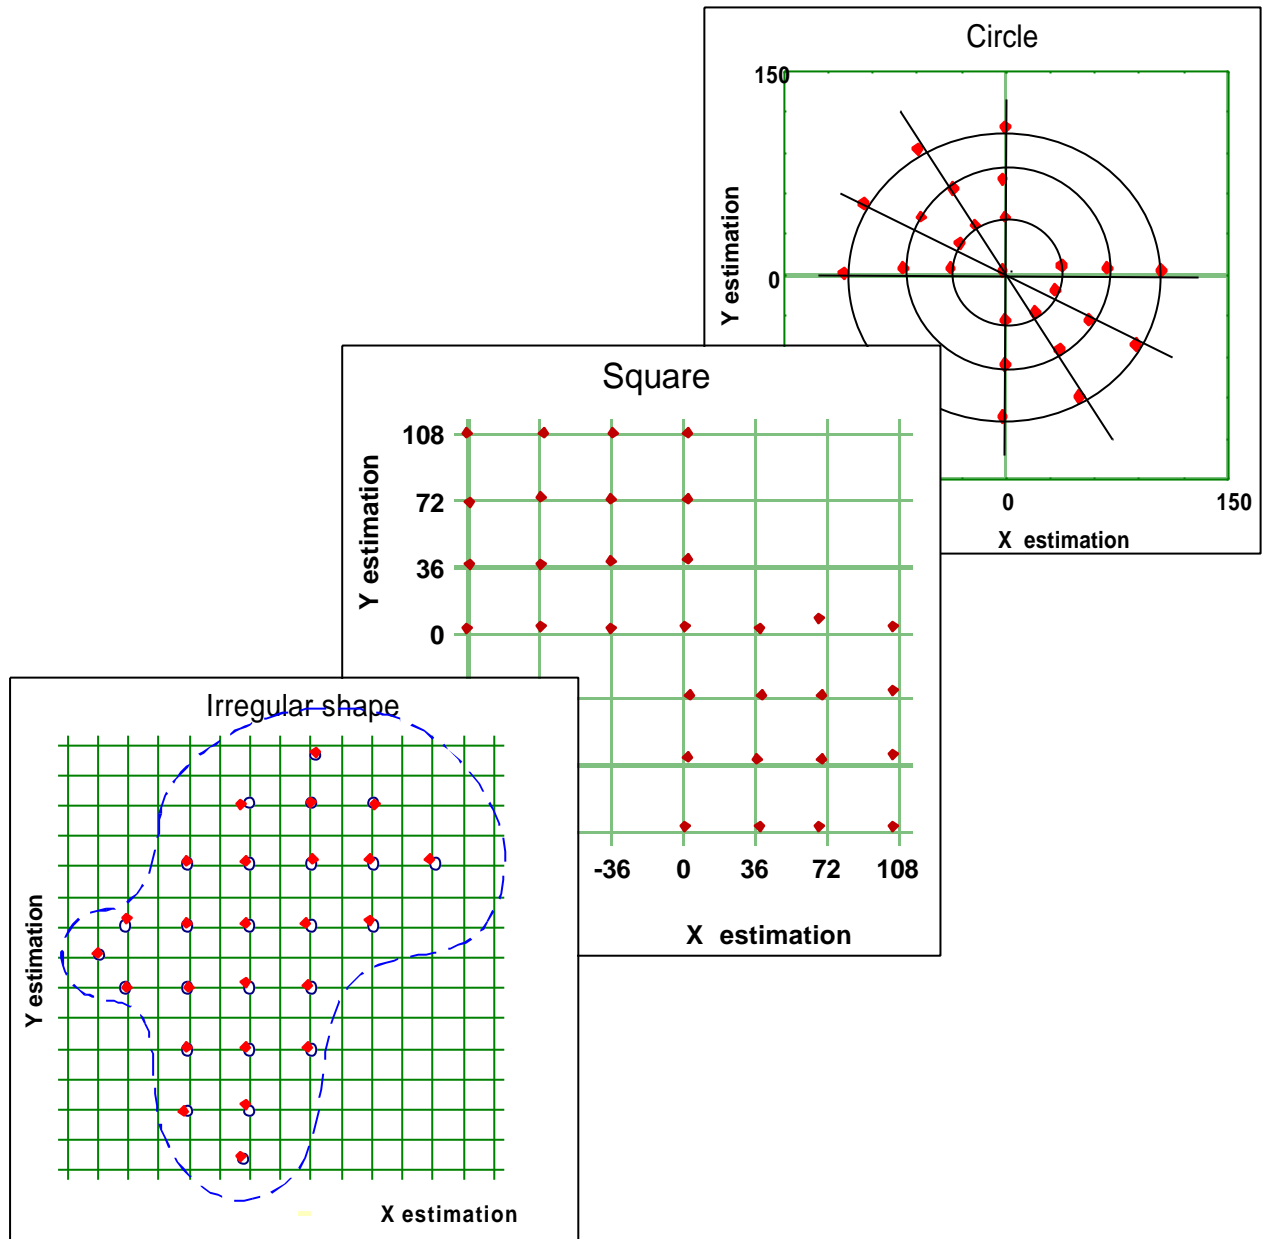 Circle
150
Y estimation
0
0
150
X estimation
Square
108
Y estimation
72
36
0
-36 0 36 72 108
X estimation
Irregular shape
Y estimation
X estimation